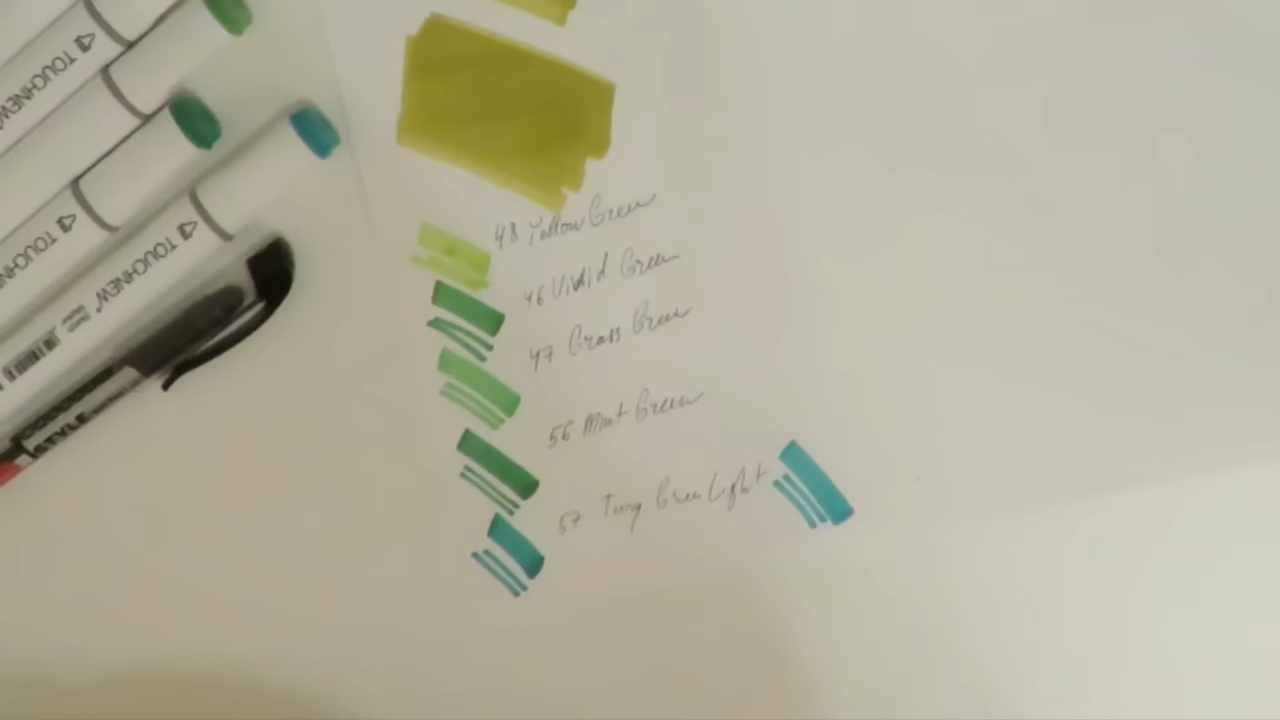 TOUCHNEW
TOUCHNEW
TOUCHNEW
STYLE
48 Yellow Green
46 Vivid Green
47 Grass Green
56 Mint Green
57 Turq. Green Light